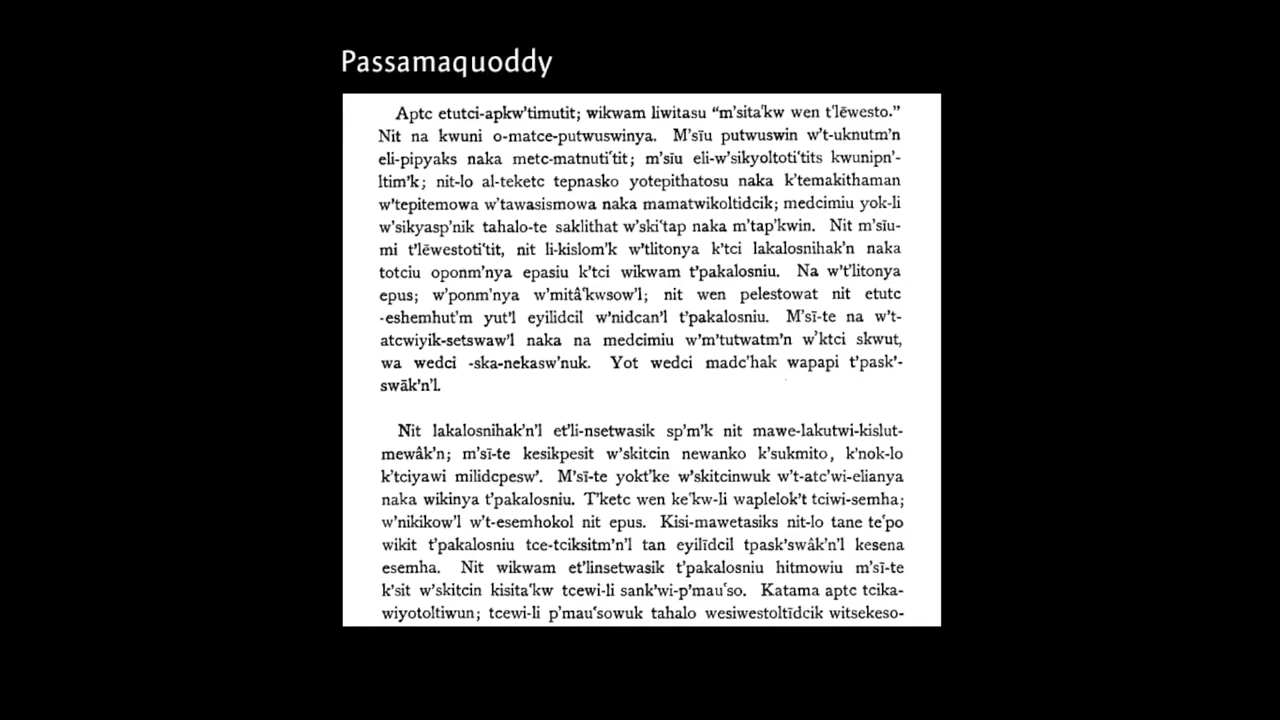 Passamaquoddy
Aptc etutci-apkw’timutit; wikwam liwitasu “m’sita‘kw wen t‘lēwesto.”
Nit na kwuni o-matce-putwuswinya. M’sīu putwuswin w’t-uknutm’n
eli-pipyaks naka metc-matnuti‘tit; m’sīu eli-w’sikyoltoti‘tits kwunipn’-
ltim’k; nit-lo al-teketc tepnasko yotepithatosu naka k’temakithaman
w’tepitemowa w’tawasismowa naka mamatwikoltidcik; medcimiu yok-li
w’sikyasp’nik tahalo-te saklithat w’ski‘tap naka m’tap’kwin. Nit m’sīu-
mi t’lēwestoti‘tit, nit li-kislom’k w’tlitonya k’tci lakalosnihak’n naka
totciu oponm’nya epasiu k’tci wikwam t’pakalosniu. Na w’t’litonya
epus; w’ponm’nya w’mitâ‘kwsow’l; nit wen pelestowat nit etutc
-eshemhut’m yut’l eyilidcil w’nidcan’l t’pakalosniu. M’sī-te na w’t-
atcwiyik-setswaw’l naka na medcimiu w’m’tutwatm’n w’ktci skwut,
wa wedci -ska-nekasw’nuk. Yot wedci madc’hak wapapi t’pask’-
swāk’n’l.
Nit lakalosnihak’n’l et’li-nsetwasik sp’m’k nit mawe-lakutwi-kislut-
mewâk’n; m’sī-te kesikpesit w’skitcin newanko k’sukmito, k’nok-lo
k’tciyawi milidcpesw’. M’sī-te yokt’ke w’skitcinwuk w’t-atc’wi-elianya
naka wikinya t’pakalosniu. T’ketc wen ke‘kw-li waplelok’t tciwi-semha;
w’nikikow’l w’t-esemhokol nit epus. Kisi-mawetasiks nit-lo tane te‘po
wikit t’pakalosniu tce-tciksitm’n’l tan eyilīdcil tpask’swâk’n’l kesena
esemha. Nit wikwam et’linsetwasik t’pakalosniu hitmowiu m’sī-te
k’sit w’skitcin kisita‘kw tcewi-li sank’wi-p’mau‘so. Katama aptc tcika-
wiyotoltiwun; tcewi-li p’mau‘sowuk tahalo wesiwestoltīdcik witsekeso-